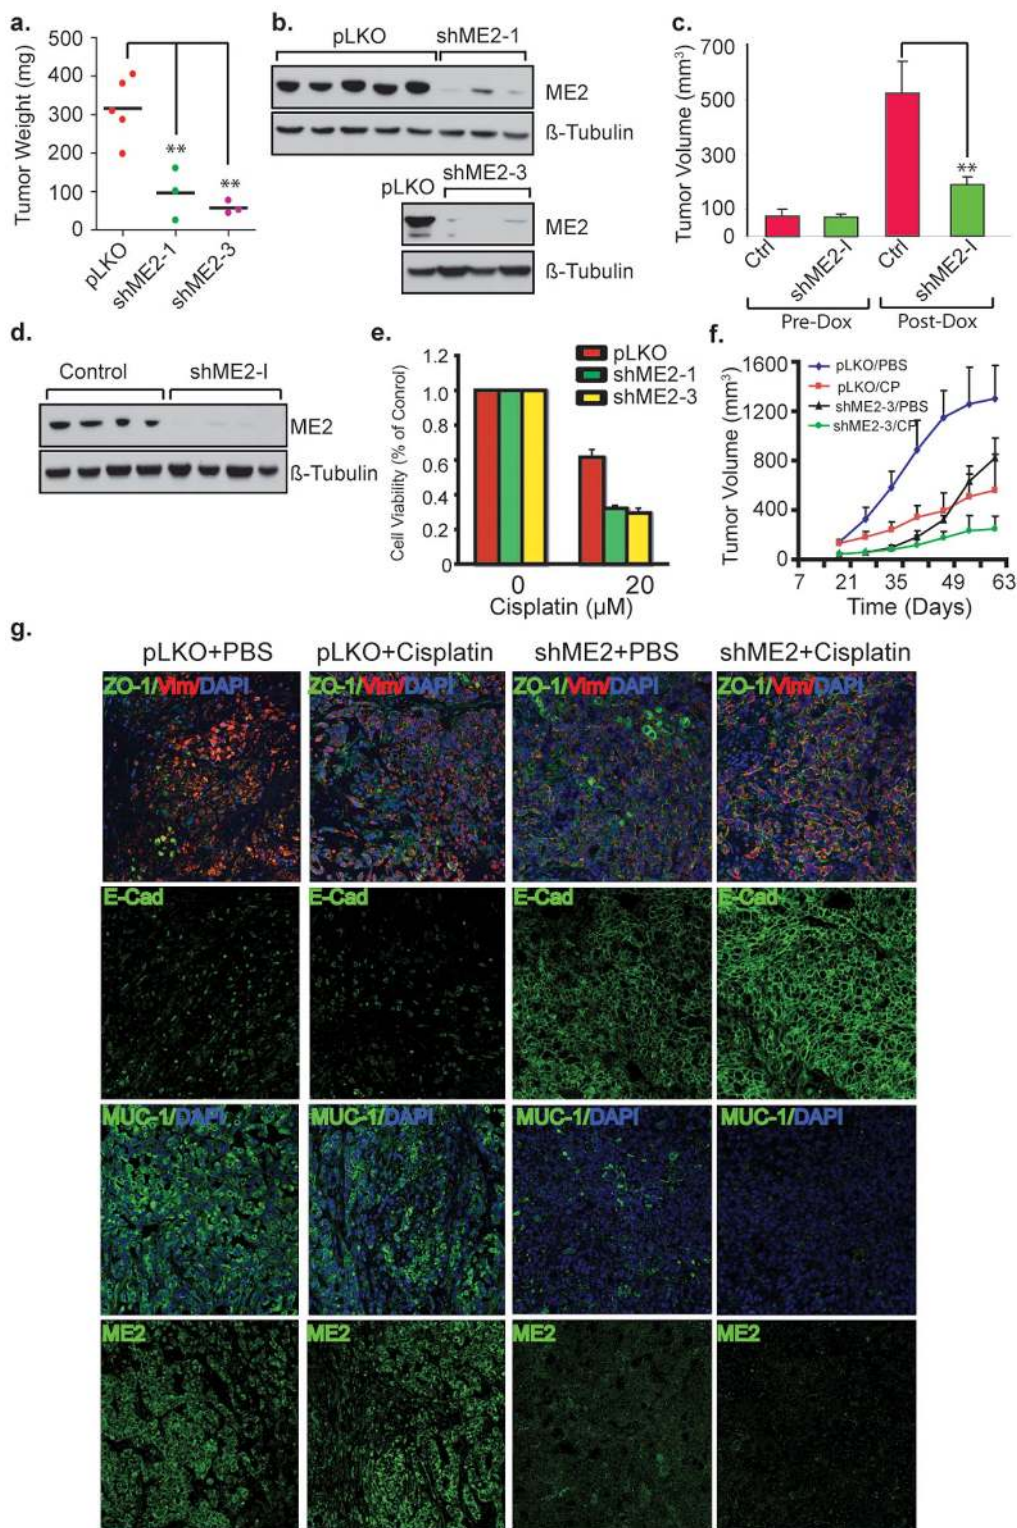 a.
500
400
300
200
100
0
Tumor Weight (mg)
**
**
pLKO
shME2-1
shME2-3
b.
pLKO
shME2-1
ME2
ß-Tubulin
pLKO
shME2-3
ME2
ß-Tubulin
c.
700
500
300
100
0
Tumor Volume (mm³)
**
Ctrl
shME2-I
Ctrl
shME2-I
Pre-Dox
Post-Dox
d.
Control
shME2-I
ME2
ß-Tubulin
e.
1.2
1.0
0.8
0.6
0.4
0.2
0
Cell Viability (% of Control)
pLKO
shME2-1
shME2-3
0
20
Cisplatin (µM)
f.
1600
1200
800
400
0
Tumor Volume (mm³)
pLKO/PBS
pLKO/CP
shME2-3/PBS
shME2-3/CP
7 21 35 49 63
Time (Days)
g.
pLKO+PBS
pLKO+Cisplatin
shME2+PBS
shME2+Cisplatin
ZO-1/Vim/DAPI
ZO-1/Vim/DAPI
ZO-1/Vim/DAPI
ZO-1/Vim/DAPI
E-Cad
E-Cad
E-Cad
E-Cad
MUC-1/DAPI
MUC-1/DAPI
MUC-1/DAPI
MUC-1/DAPI
ME2
ME2
ME2
ME2